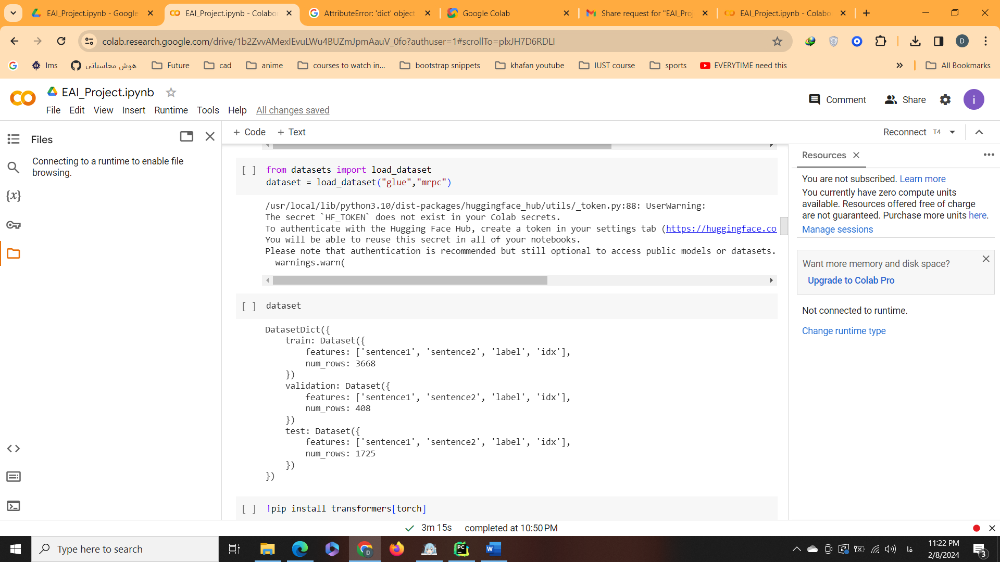 EAI_Project.ipynb - Google
EAI_Project.ipynb - Colabo
AttributeError: 'dict' object
Google Colab
Share request for "EAI_Proj
EAI_Project.ipynb - Colabo
colab.research.google.com/drive/1b2ZvvAMexIEvuLWu4BUZmJpmAauV_0fo?authuser=1#scrollTo=plxJH7D6RDLI
D
lms
هوش محاسباتی
Future
cad
anime
courses to watch in...
bootstrap snippets
khafan youtube
IUST course
sports
EVERYTIME need this
»
All Bookmarks
EAI_Project.ipynb
File Edit View Insert Runtime Tools Help All changes saved
Comment
Share
i
Files
Connecting to a runtime to enable file
browsing.
+ Code + Text
Reconnect T4
[ ] from datasets import load_dataset
dataset = load_dataset("glue","mrpc")
/usr/local/lib/python3.10/dist-packages/huggingface_hub/utils/_token.py:88: UserWarning:
The secret `HF_TOKEN` does not exist in your Colab secrets.
To authenticate with the Hugging Face Hub, create a token in your settings tab (https://huggingface.co
You will be able to reuse this secret in all of your notebooks.
Please note that authentication is recommended but still optional to access public models or datasets.
warnings.warn(
[ ] dataset
DatasetDict({
train: Dataset({
features: ['sentence1', 'sentence2', 'label', 'idx'],
num_rows: 3668
})
validation: Dataset({
features: ['sentence1', 'sentence2', 'label', 'idx'],
num_rows: 408
})
test: Dataset({
features: ['sentence1', 'sentence2', 'label', 'idx'],
num_rows: 1725
})
})
[ ] !pip install transformers[torch]
Resources
You are not subscribed. Learn more
You currently have zero compute units
available. Resources offered free of charge
are not guaranteed. Purchase more units here.
Manage sessions
Want more memory and disk space?
Upgrade to Colab Pro
Not connected to runtime.
Change runtime type
3m 15s completed at 10:50 PM
Type here to search
فا
11:22 PM
2/8/2024
3